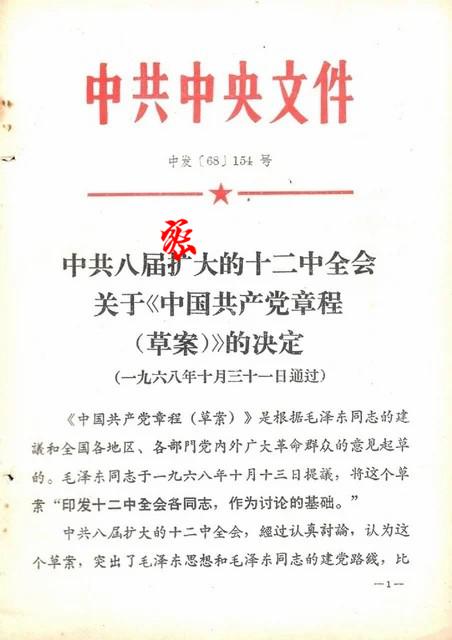 中共中央文件
中发〔68〕154 号
中共八届扩大的十二中全会
关于《中国共产党章程
（草案）》的决定
（一九六八年十月三十一日通过）
《中国共产党章程（草案）》是根据毛泽东同志的建
議和全国各地区、各部門党内外广大革命群众的意见起草
的。毛泽东同志于一九六八年十月十三日提議，将这个草
案“印发十二中全会各同志，作为讨论的基础。”
中共八届扩大的十二中全会，經过认真討論，认为这
个草案，突出了毛泽东思想和毛泽东同志的建党路綫，比
—1—